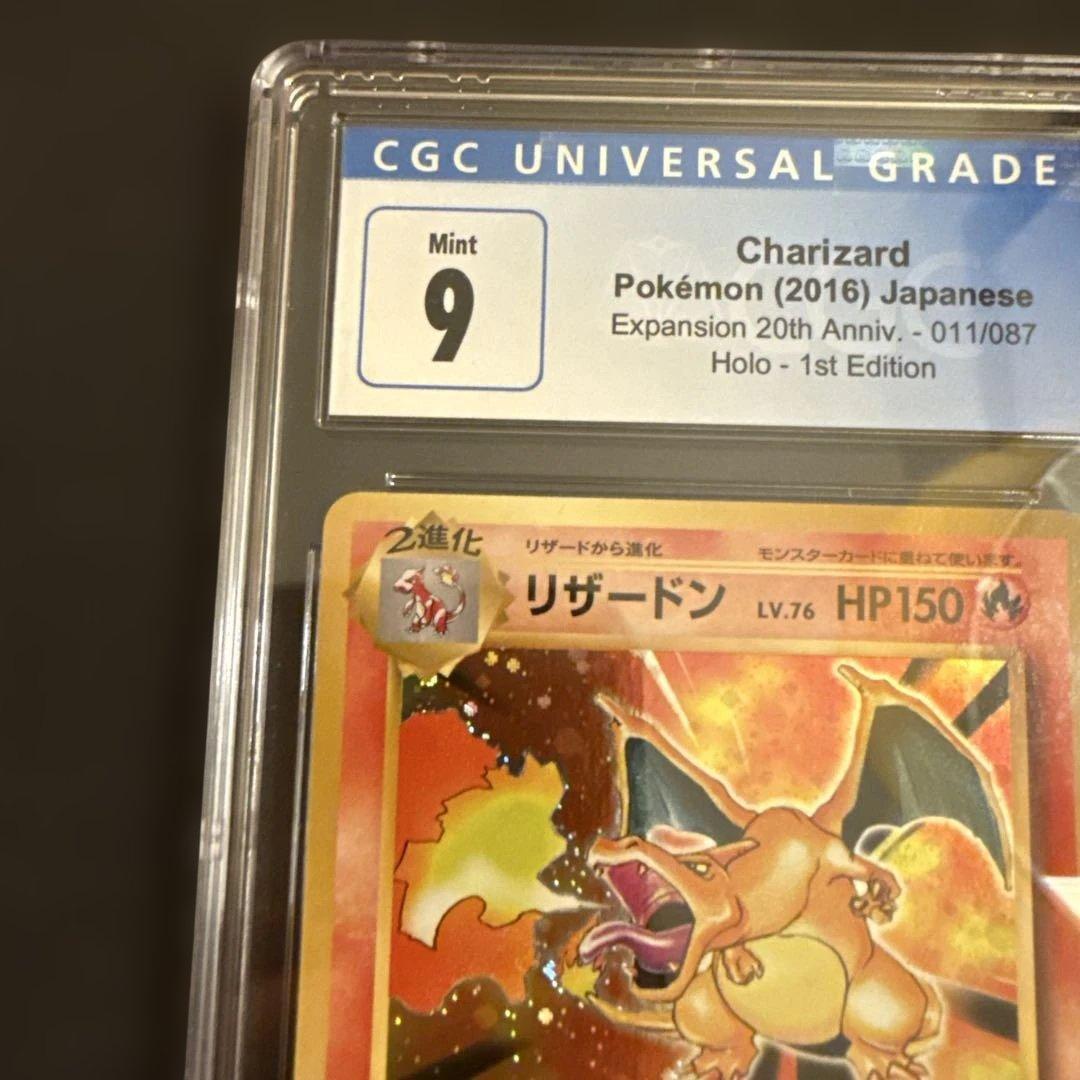 CGC UNIVERSAL GRADE
Mint
9
Charizard
Pokémon (2016) Japanese
Expansion 20th Anniv. - 011/087
Holo - 1st Edition
2進化
リザードから進化
モンスターカードに重ねて使います。
リザードン LV.76 HP150